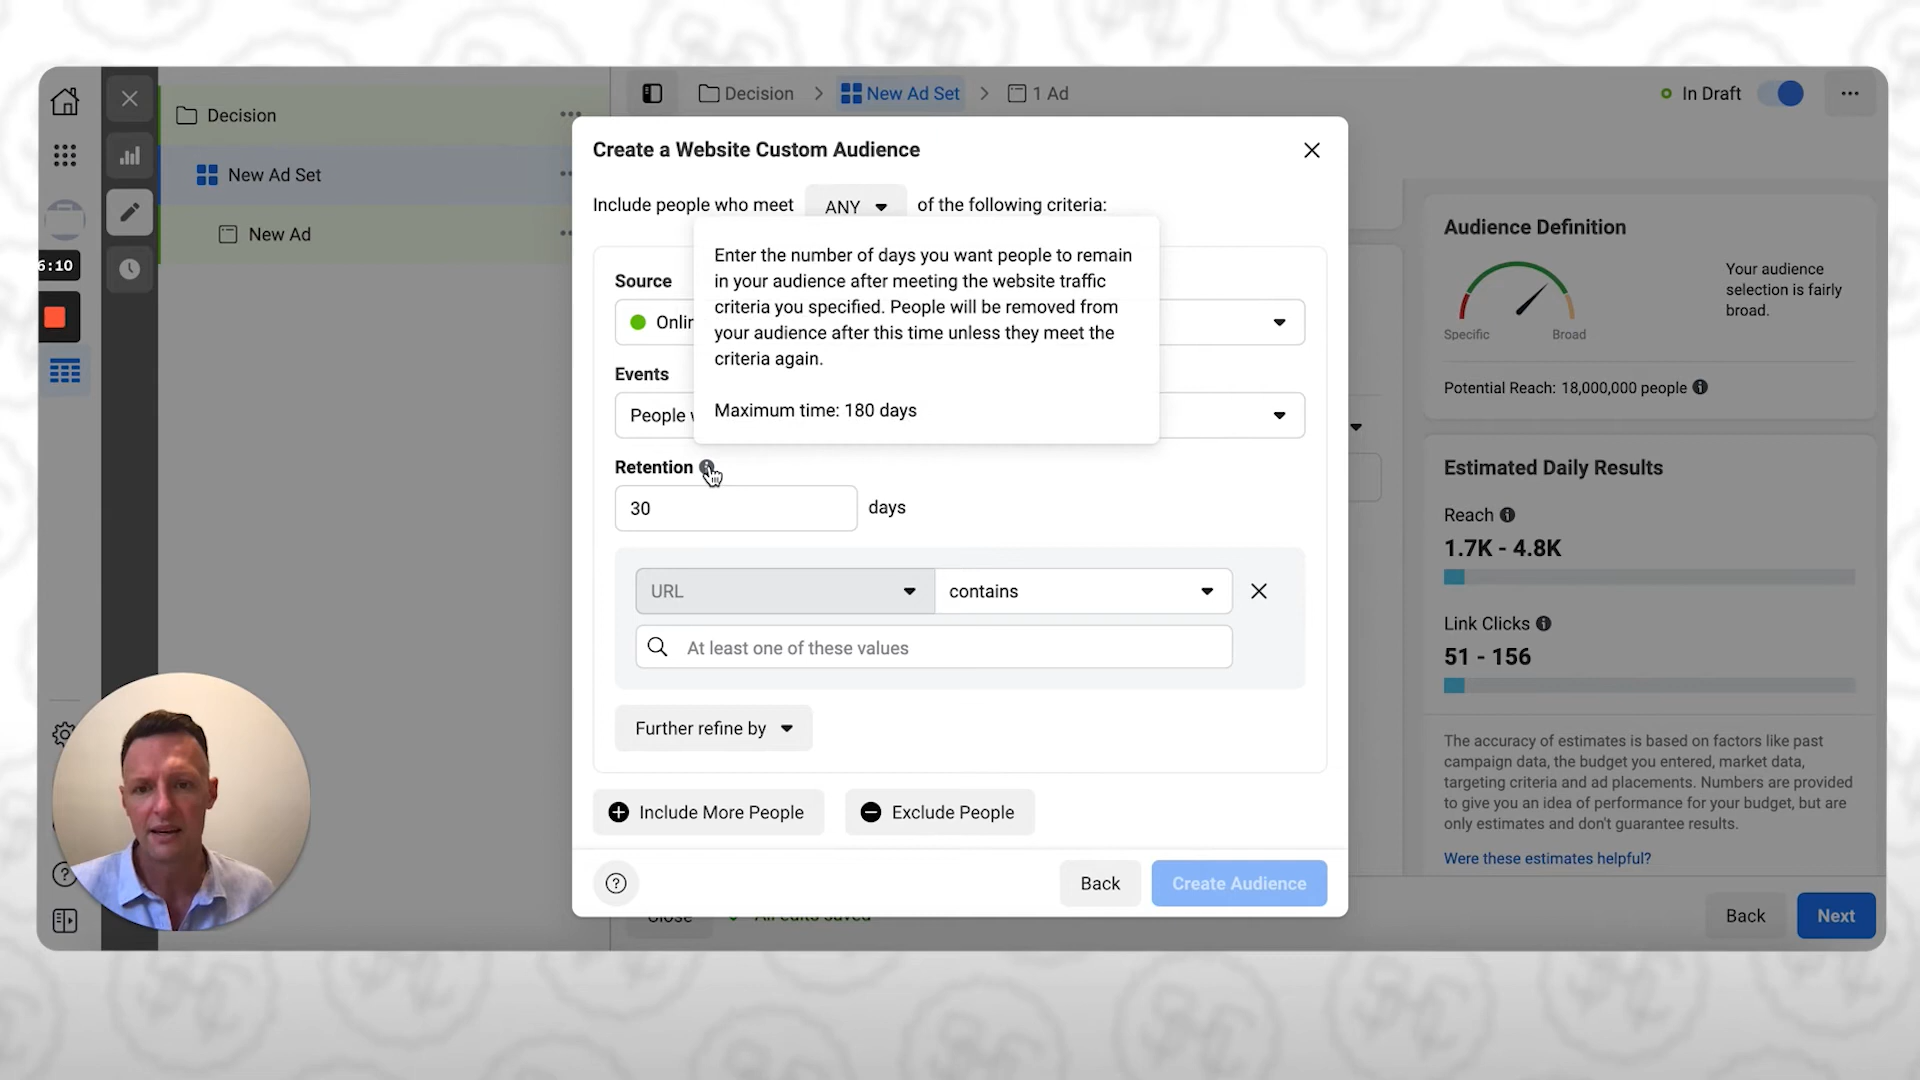 Decision
New Ad Set
New Ad
6:10
Decision
New Ad Set
1 Ad
In Draft
Create a Website Custom Audience
Include people who meet
ANY
of the following criteria:
Enter the number of days you want people to remain
in your audience after meeting the website traffic
criteria you specified. People will be removed from
your audience after this time unless they meet the
criteria again.
Maximum time: 180 days
Source
Events
People
Retention
30
days
URL
contains
At least one of these values
Further refine by
Include More People
Exclude People
Back
Create Audience
Close
All edits saved
Audience Definition
Specific
Broad
Your audience
selection is fairly
broad.
Potential Reach: 18,000,000 people
Estimated Daily Results
Reach
1.7K - 4.8K
Link Clicks
51 - 156
The accuracy of estimates is based on factors like past
campaign data, the budget you entered, market data,
targeting criteria and ad placements. Numbers are provided
to give you an idea of performance for your budget, but are
only estimates and don't guarantee results.
Were these estimates helpful?
Back
Next